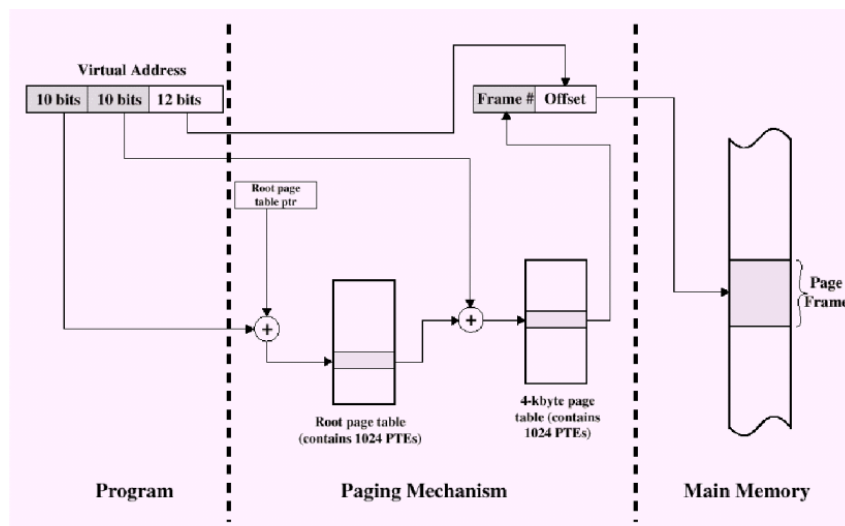 Virtual Address
10 bits 10 bits 12 bits
Frame # Offset
Root page
table ptr
Page
Frame
Root page table
(contains 1024 PTEs)
4-kbyte page
table (contains
1024 PTEs)
Program
Paging Mechanism
Main Memory